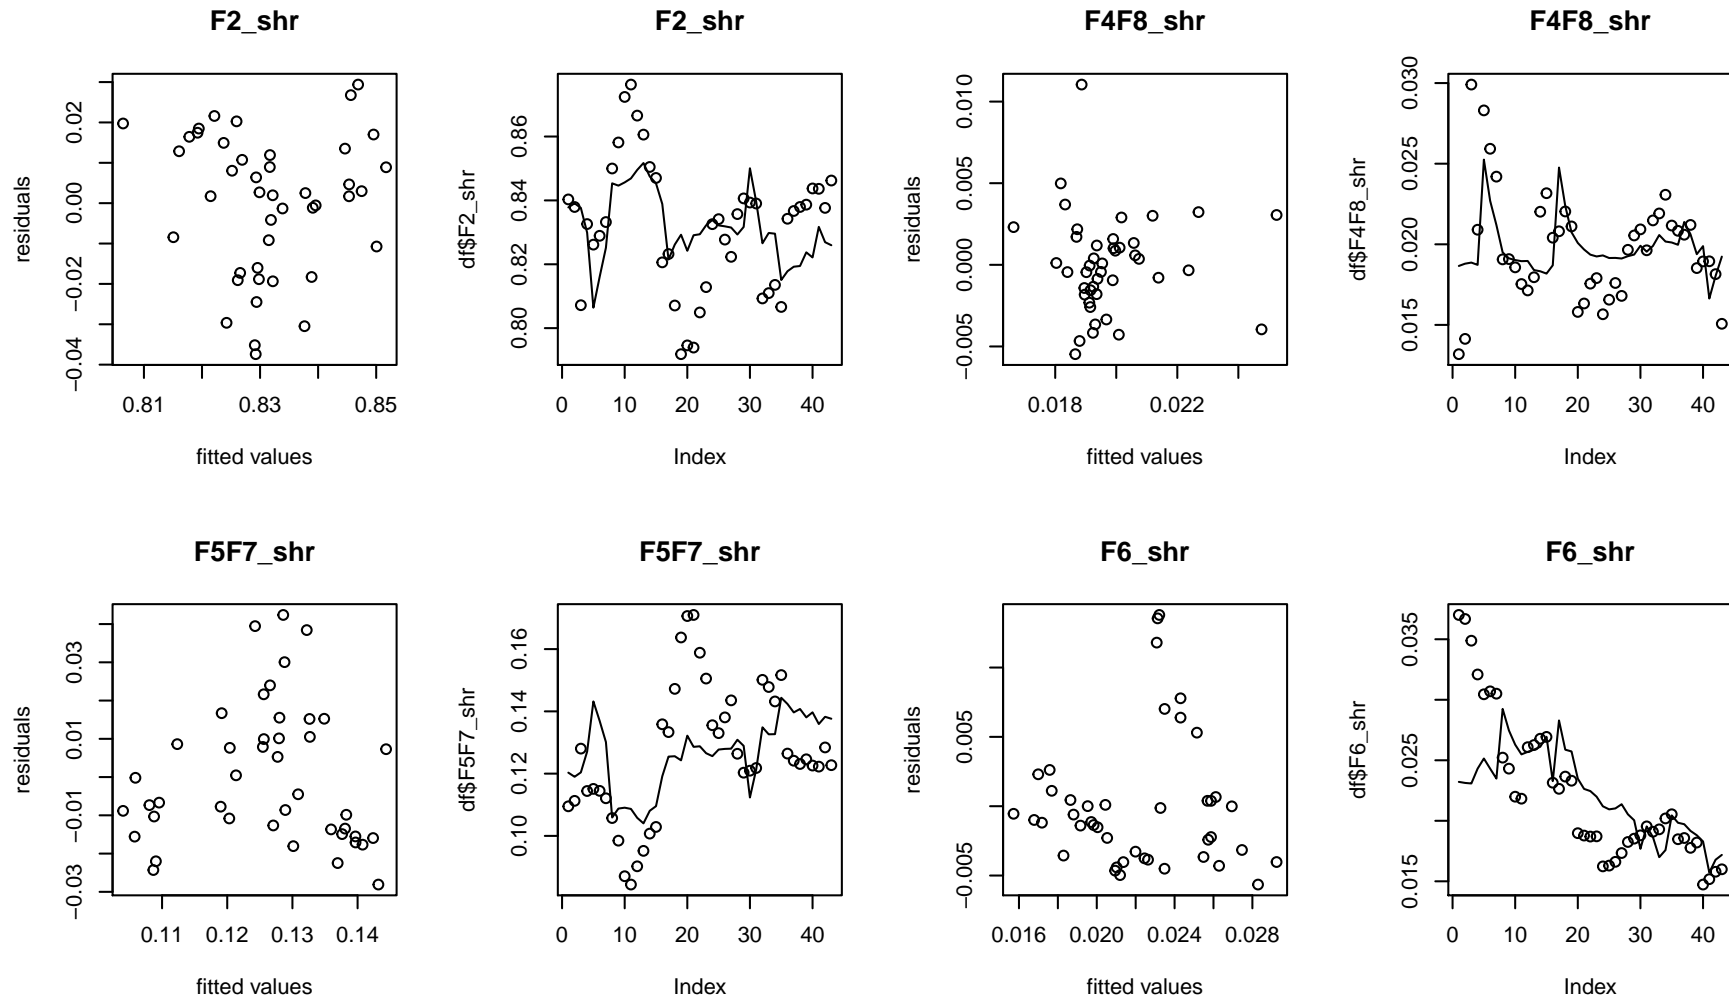 F2_shr
residuals
−0.04 −0.02 0.00 0.02
0.81 0.83 0.85
fitted values
F2_shr
df$F2_shr
0.80 0.82 0.84 0.86
0 10 20 30 40
Index
F4F8_shr
residuals
−0.005 0.000 0.005 0.010
0.018 0.022
fitted values
F4F8_shr
df$F4F8_shr
0.015 0.020 0.025 0.030
0 10 20 30 40
Index
F5F7_shr
residuals
−0.03 −0.01 0.01 0.03
0.11 0.12 0.13 0.14
fitted values
F5F7_shr
df$F5F7_shr
0.10 0.12 0.14 0.16
0 10 20 30 40
Index
F6_shr
residuals
−0.005 0.005
0.016 0.020 0.024 0.028
fitted values
F6_shr
df$F6_shr
0.015 0.025 0.035
0 10 20 30 40
Index